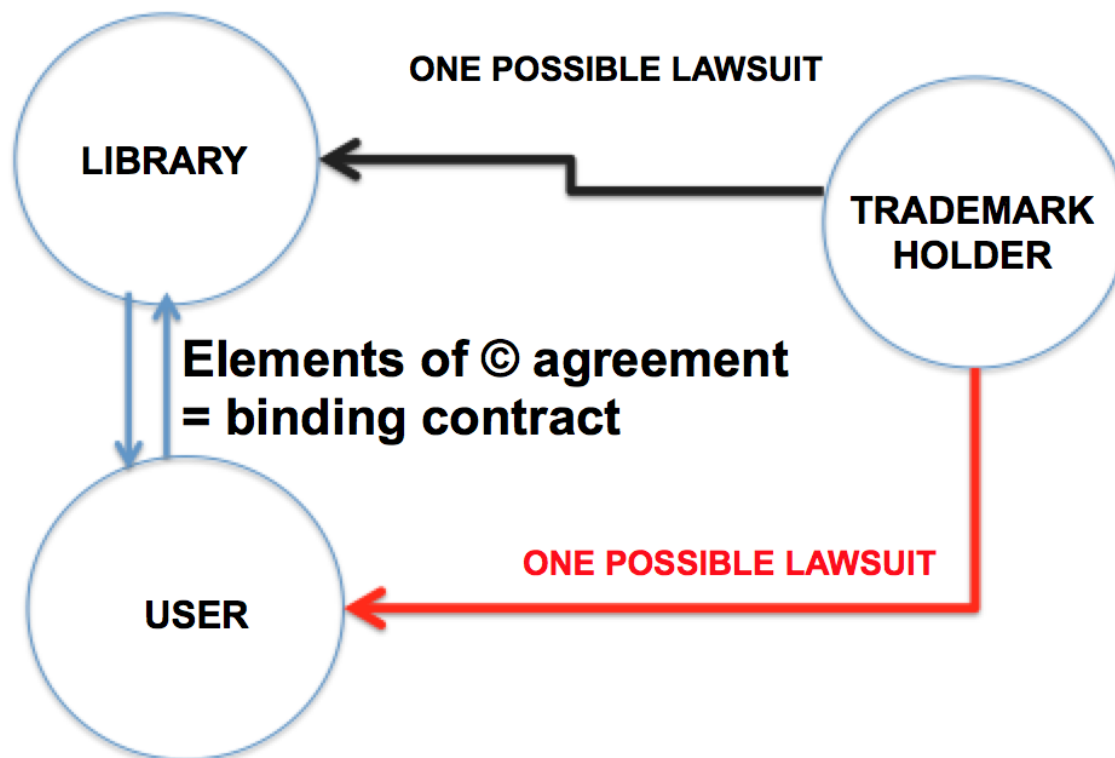 ONE POSSIBLE LAWSUIT
LIBRARY
TRADEMARK
HOLDER
Elements of © agreement
= binding contract
ONE POSSIBLE LAWSUIT
USER